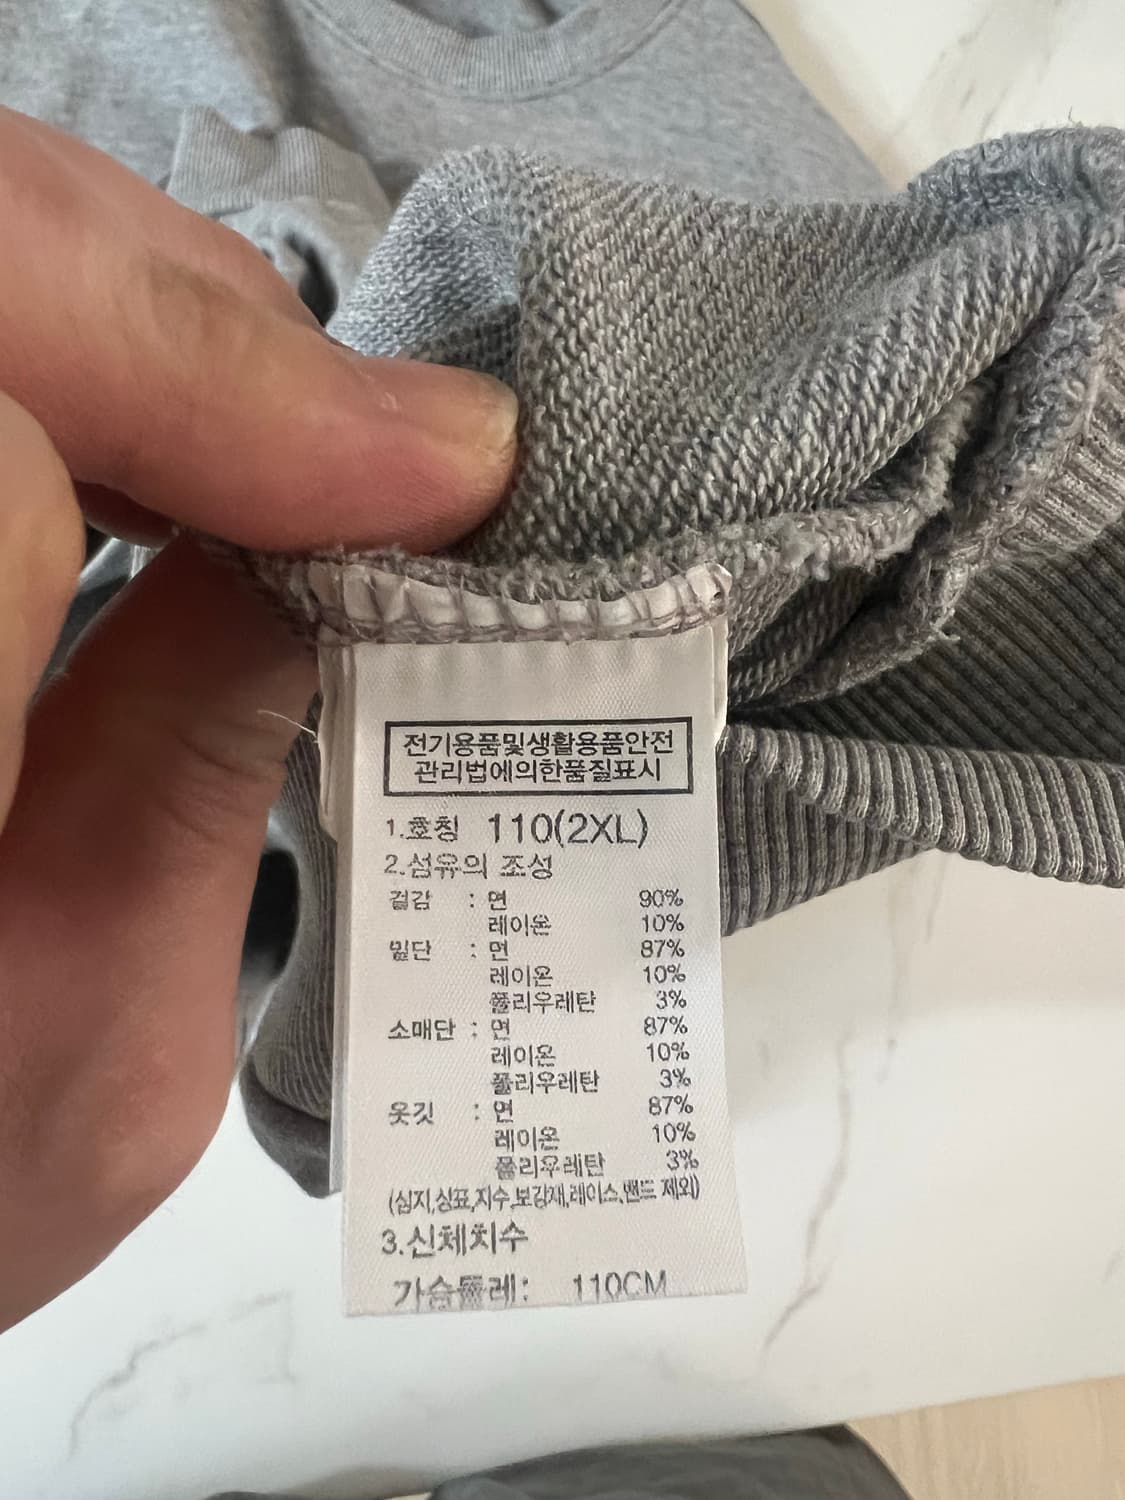 전기용품및생활용품안전
관리법에의한품질표시
1.호칭 110(2XL)
2.섬유의 조성
겉감 : 면 90%
레이온 10%
밑단 : 면 87%
레이온 10%
폴리우레탄 3%
소매단 : 면 87%
레이온 10%
폴리우레탄 3%
옷깃 : 면 87%
레이온 10%
폴리우레탄 3%
(심지,상표,자수,보강재,레이스,밴드 제외)
3.신체치수
가슴둘레: 110CM